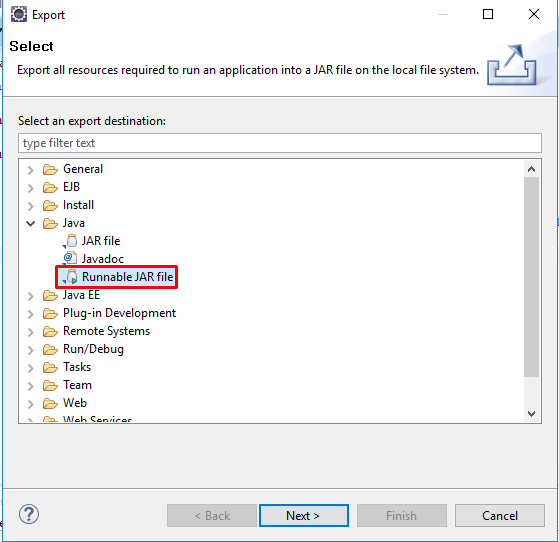 Export
Select
Export all resources required to run an application into a JAR file on the local file system.
Select an export destination:
type filter text
General
EJB
Install
Java
JAR file
Javadoc
Runnable JAR file
Java EE
Plug-in Development
Remote Systems
Run/Debug
Tasks
Team
Web
Web Services
?
< Back
Next >
Finish
Cancel